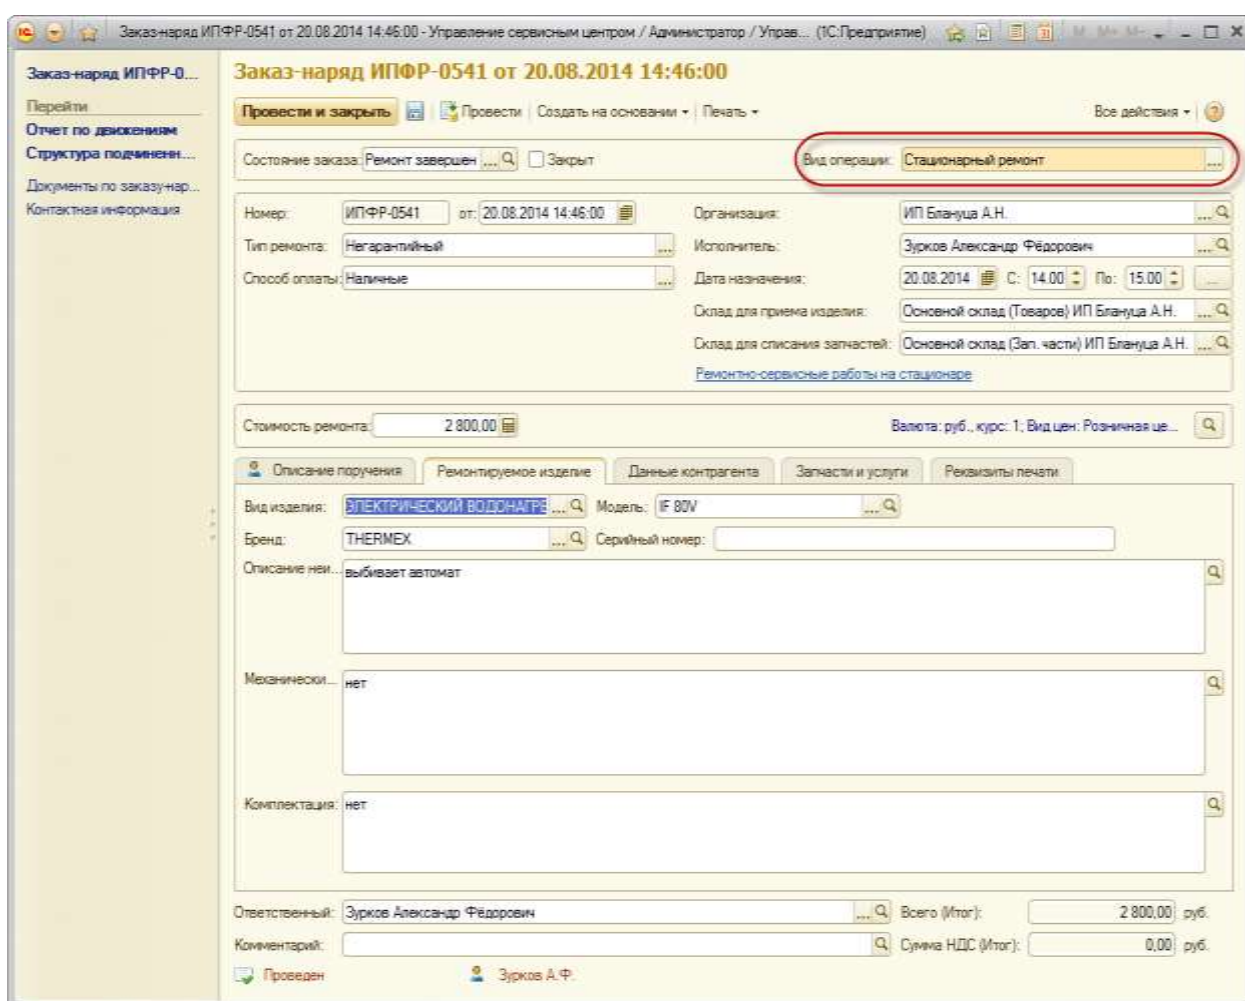 Заказ-наряд ИПФР-0541 от 20.08.2014 14:46:00 - Управление сервисным центром / Администратор / Управ... (1С:Предприятие) M M+ M-
Заказ-наряд ИПФР-0...
Перейти
Отчет по движениям
Структура подчиненн...
Документы по заказу-нар...
Контактная информация
Заказ-наряд ИПФР-0541 от 20.08.2014 14:46:00
Провести и закрыть Провести Создать на основании Печать Все действия
Состояние заказа: Ремонт завершен ... Закрыт Вид операции: Стационарный ремонт ...
Номер: ИПФР-0541 от: 20.08.2014 14:46:00 Организация: ИП Блануца А.Н. ...
Тип ремонта: Негарантийный ... Исполнитель: Зурков Александр Фёдорович ...
Способ оплаты: Наличные ... Дата назначения: 20.08.2014 С: 14.00 По: 15.00 ...
Склад для приема изделия: Основной склад (Товаров) ИП Блануца А.Н. ...
Склад для списания запчастей: Основной склад (Зап. части) ИП Блануца А.Н. ...
Ремонтно-сервисные работы на стационаре
Стоимость ремонта: 2 800,00 Валюта: руб., курс: 1; Вид цен: Розничная це...
Описание поручения Ремонтируемое изделие Данные контрагента Запчасти и услуги Реквизиты печати
Вид изделия: ЭЛЕКТРИЧЕСКИЙ ВОДОНАГРЕ ... Модель: IF 80V ...
Бренд: THERMEX ... Серийный номер:
Описание неи... выбивает автомат
Механически... нет
Комплектация: нет
Ответственный: Зурков Александр Фёдорович ... Всего (Итог): 2 800,00 руб.
Комментарий: Сумма НДС (Итог): 0,00 руб.
Проведен Зурков А.Ф.